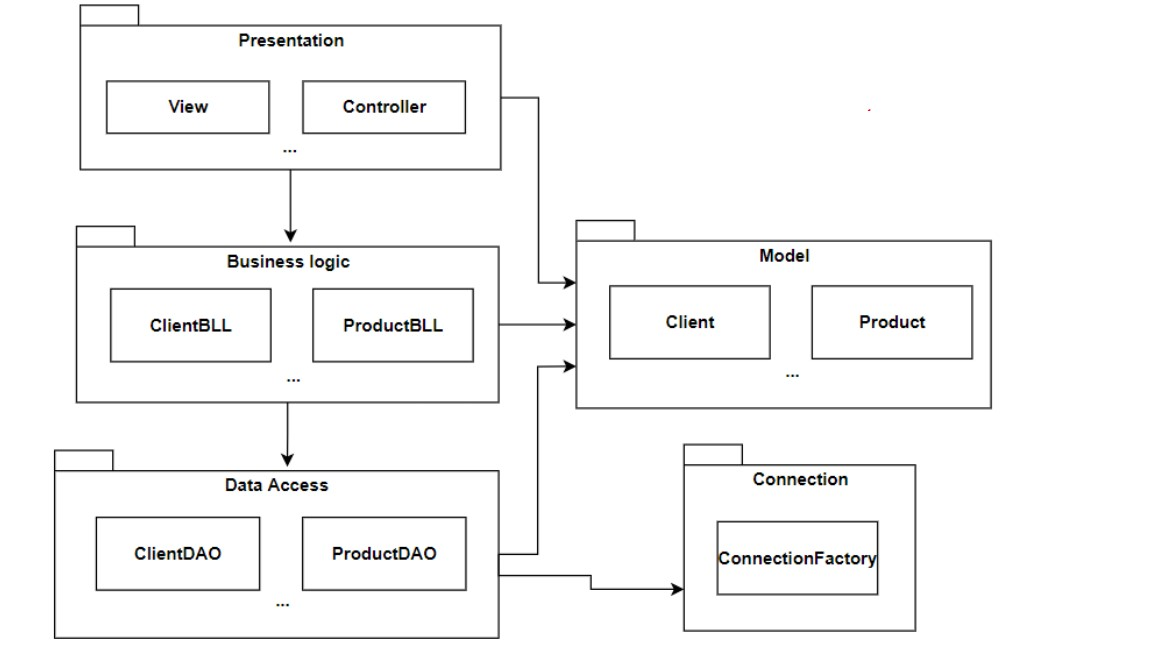 Presentation
View
Controller
...
Business logic
ClientBLL
ProductBLL
...
Model
Client
Product
...
Data Access
ClientDAO
ProductDAO
...
Connection
ConnectionFactory